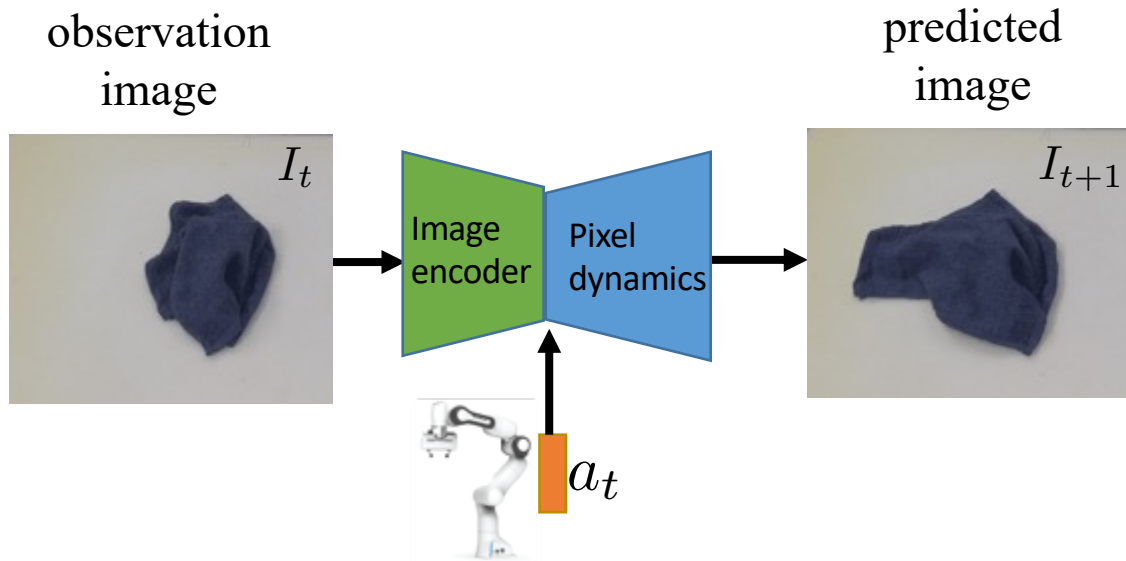 observation
image
predicted
image
I_t
I_{t+1}
Image
encoder
Pixel
dynamics
a_t